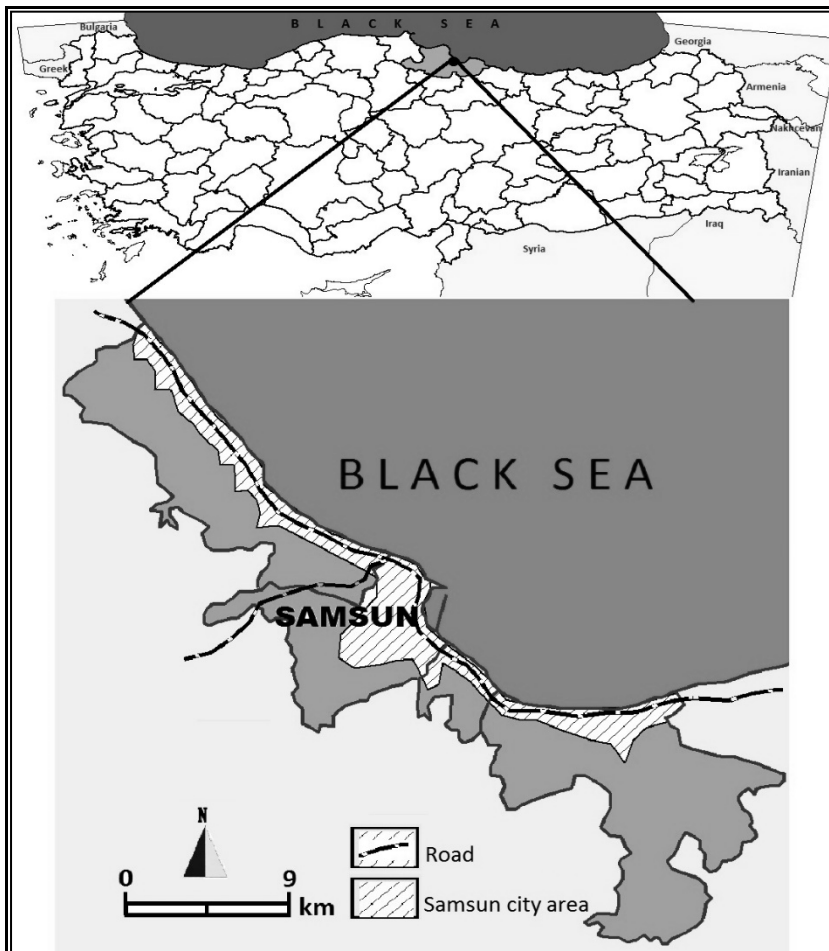 BLACK SEA
Bulgaria
Georgia
Greek
Armenia
Nakhcevan
Iranian
Iraq
Syria
BLACK SEA
SAMSUN
N
0 9
km
Road
Samsun city area